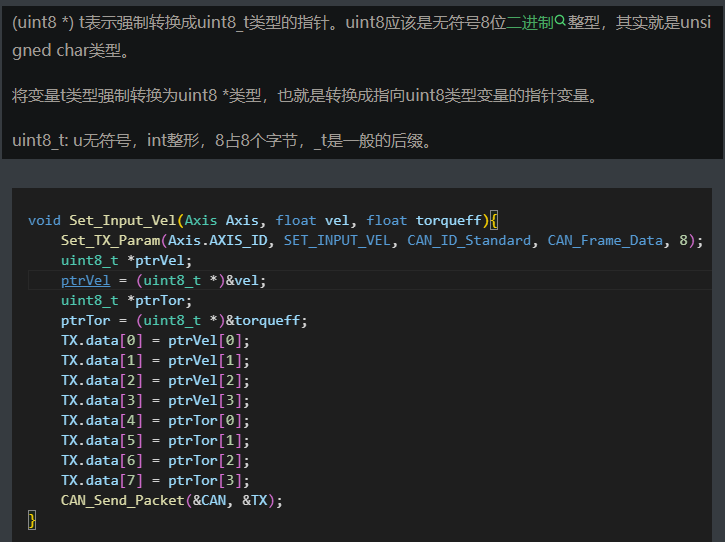 (uint8 *) t表示强制转换成uint8_t类型的指针。uint8应该是无符号8位二进制整型，其实就是unsi
gned char类型。
将变量t类型强制转换为uint8 *类型，也就是转换成指向uint8类型变量的指针变量。
uint8_t: u无符号，int整形，8占8个字节，_t是一般的后缀。
void Set_Input_Vel(Axis Axis, float vel, float torqueff){
    Set_TX_Param(Axis.AXIS_ID, SET_INPUT_VEL, CAN_ID_Standard, CAN_Frame_Data, 8);
    uint8_t *ptrVel;
    ptrVel = (uint8_t *)&vel;
    uint8_t *ptrTor;
    ptrTor = (uint8_t *)&torqueff;
    TX.data[0] = ptrVel[0];
    TX.data[1] = ptrVel[1];
    TX.data[2] = ptrVel[2];
    TX.data[3] = ptrVel[3];
    TX.data[4] = ptrTor[0];
    TX.data[5] = ptrTor[1];
    TX.data[6] = ptrTor[2];
    TX.data[7] = ptrTor[3];
    CAN_Send_Packet(&CAN, &TX);
}